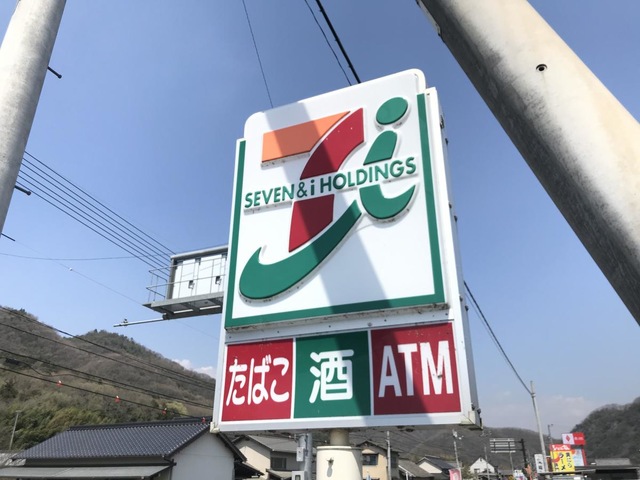 SEVEN & i HOLDINGS
たばこ
酒
ATM